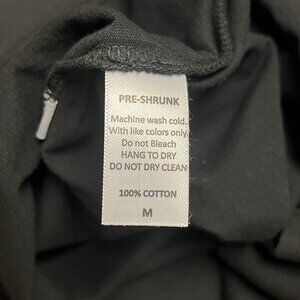 PRE-SHRUNK
Machine wash cold.
With like colors only
Do not Bleach
HANG TO DRY
DO NOT DRY CLEAN
100% COTTON
M